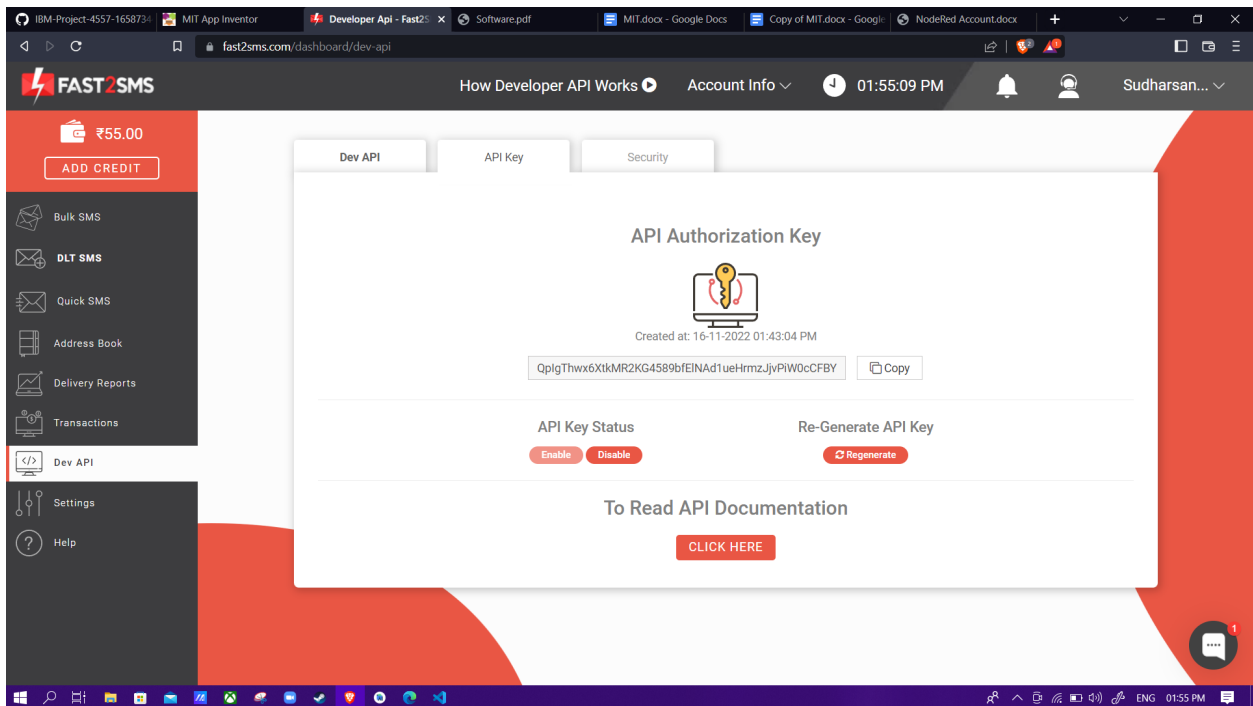 IBM-Project-4557-1658734
MIT App Inventor
Developer Api - Fast2S
Software.pdf
MIT.docx - Google Docs
Copy of MIT.docx - Google
NodeRed Account.docx
fast2sms.com/dashboard/dev-api
2
1
FAST2SMS
How Developer API Works
Account Info
01:55:09 PM
Sudharsan...
₹55.00
ADD CREDIT
Bulk SMS
DLT SMS
Quick SMS
Address Book
Delivery Reports
Transactions
Dev API
Settings
Help
Dev API
API Key
Security
API Authorization Key
Created at: 16-11-2022 01:43:04 PM
Copy
API Key Status
Enable
Disable
Re-Generate API Key
Regenerate
To Read API Documentation
CLICK HERE
1
ENG
01:55 PM